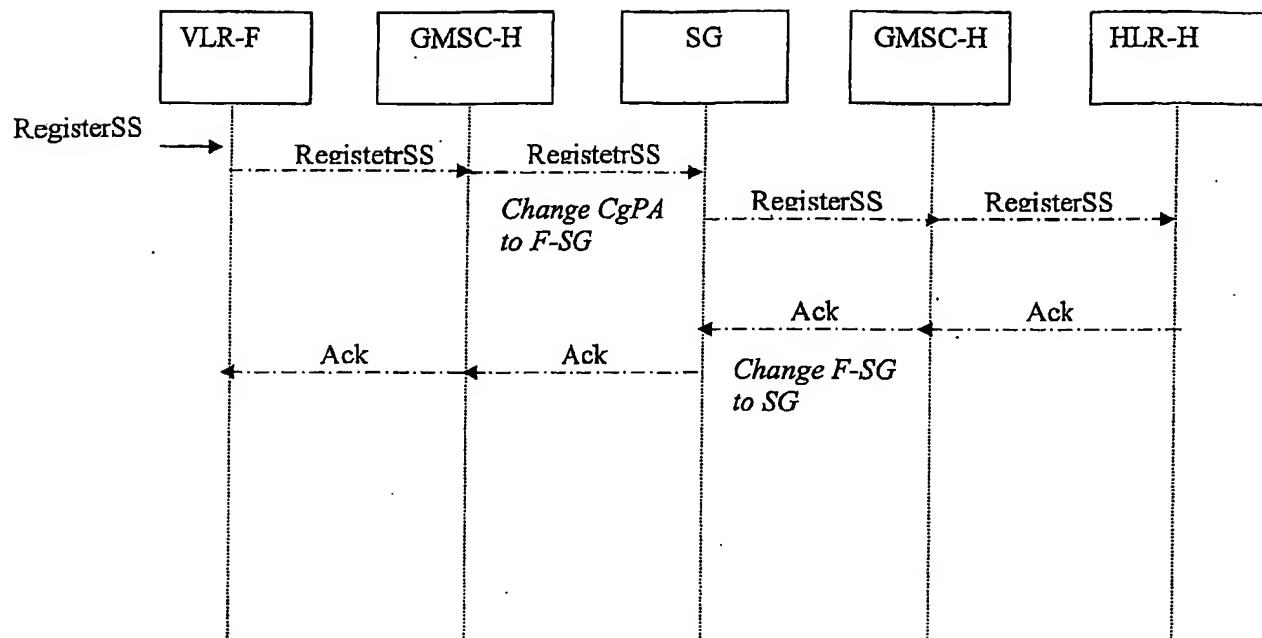 VLR-F
GMSC-H
SG
GMSC-H
HLR-H
RegisterSS
RegistetrSS
RegistetrSS
Change CgPA
to F-SG
RegisterSS
RegisterSS
Ack
Ack
Ack
Ack
Change F-SG
to SG